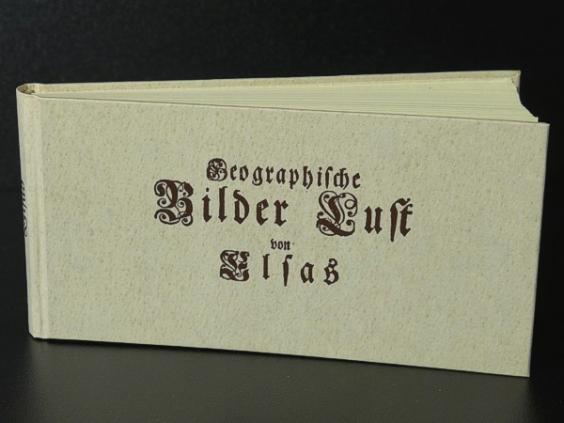 Geographiſche
Bilder Luſt
von
Elſas